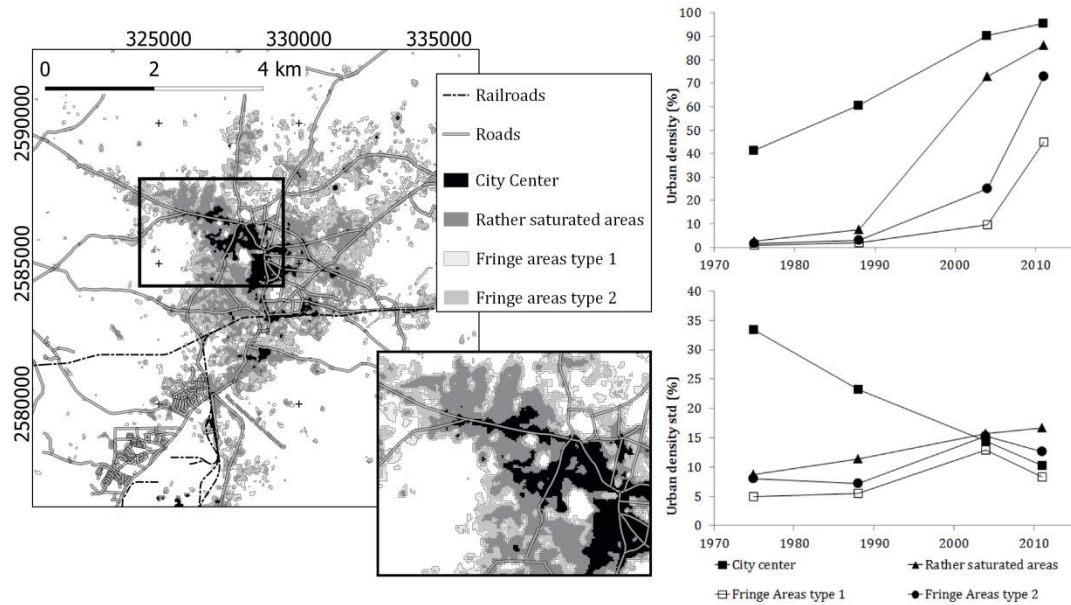 325000 330000 335000
0 2 4 km
2590000
2585000
2580000
Railroads
Roads
City Center
Rather saturated areas
Fringe areas type 1
Fringe areas type 2
Urban density [%]
100
90
80
70
60
50
40
30
20
10
0
1970 1980 1990 2000 2010
Urban density std [%]
40
35
30
25
20
15
10
5
0
1970 1980 1990 2000 2010
City center
Rather saturated areas
Fringe Areas type 1
Fringe Areas type 2